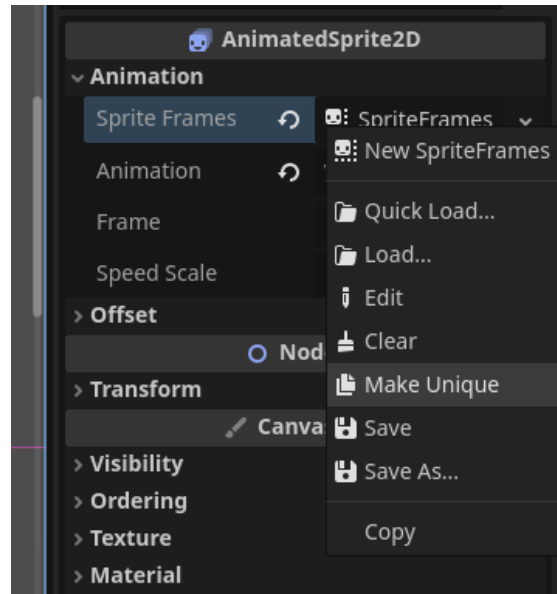 AnimatedSprite2D
Animation
Sprite Frames SpriteFrames
New SpriteFrames
Animation
Quick Load...
Frame
Load...
Speed Scale
Edit
Offset
Clear
Nod
Make Unique
Transform
Save
Canva
Save As...
Visibility
Ordering
Copy
Texture
Material